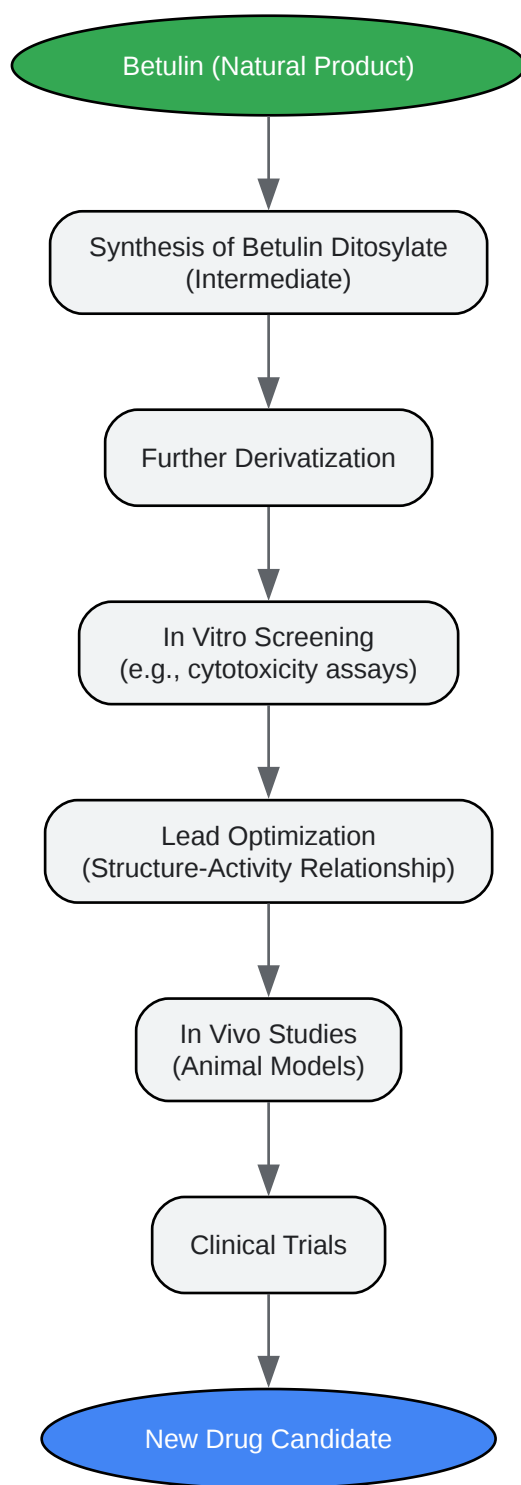 Betulin (Natural Product)
Synthesis of Betulin Ditosylate
(Intermediate)
Further Derivatization
In Vitro Screening
(e.g., cytotoxicity assays)
Lead Optimization
(Structure-Activity Relationship)
In Vivo Studies
(Animal Models)
Clinical Trials
New Drug Candidate